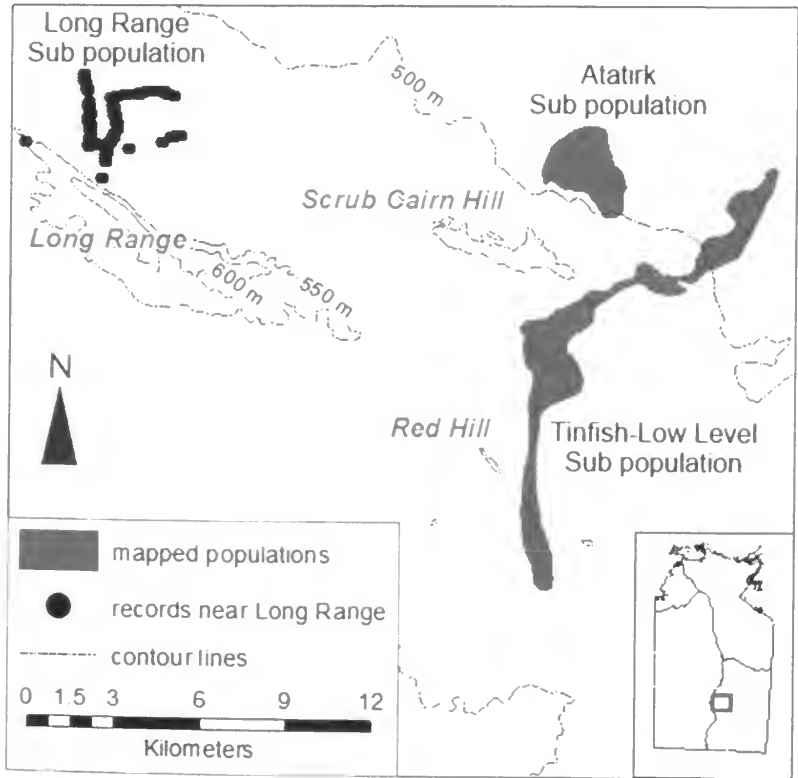 Long Range
Sub population
500 m
Atatirk
Sub population
Scrub Cairn Hill
Long Range
600 m
550 m
N
Red Hill
Tinfish-Low Level
Sub population
mapped populations
records near Long Range
contour lines
0 1.5 3 6 9 12
Kilometers